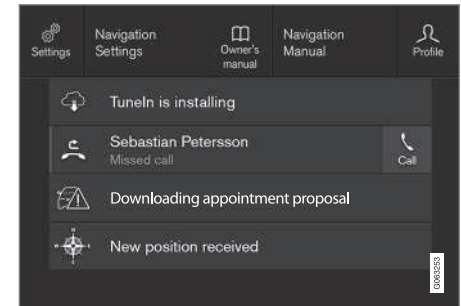 Settings
Navigation
Settings
Owner's
manual
Navigation
Manual
Profile
TuneIn is installing
Sebastian Petersson
Missed call
Call
Downloading appointment proposal
New position received
G063253